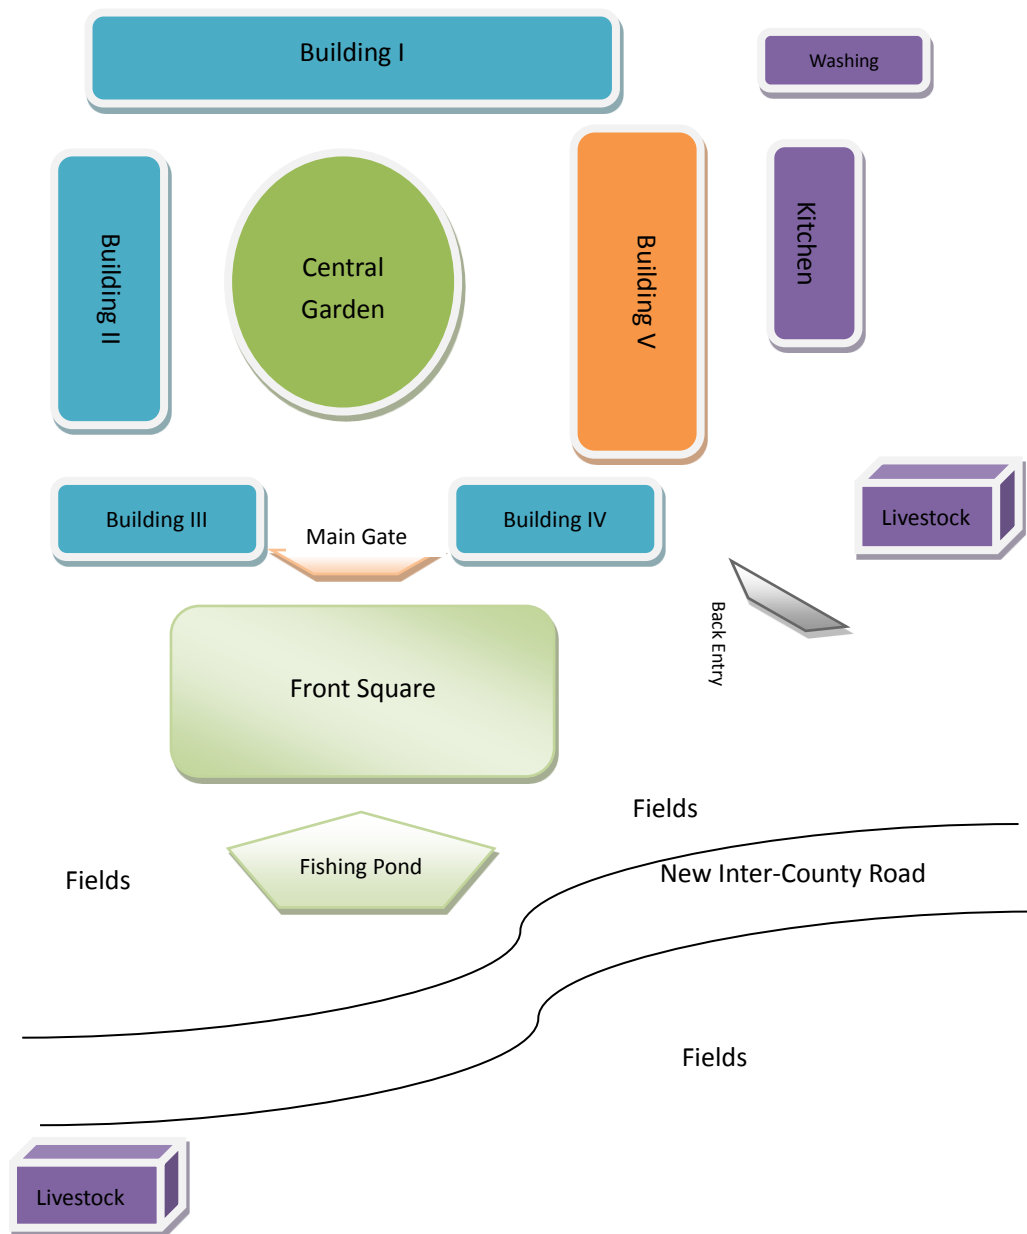 Building I
Washing
Building II
Central
Garden
Building V
Kitchen
Building III
Main Gate
Building IV
Livestock
Back Entry
Front Square
Fields
Fishing Pond
Fields
New Inter-County Road
Fields
Livestock